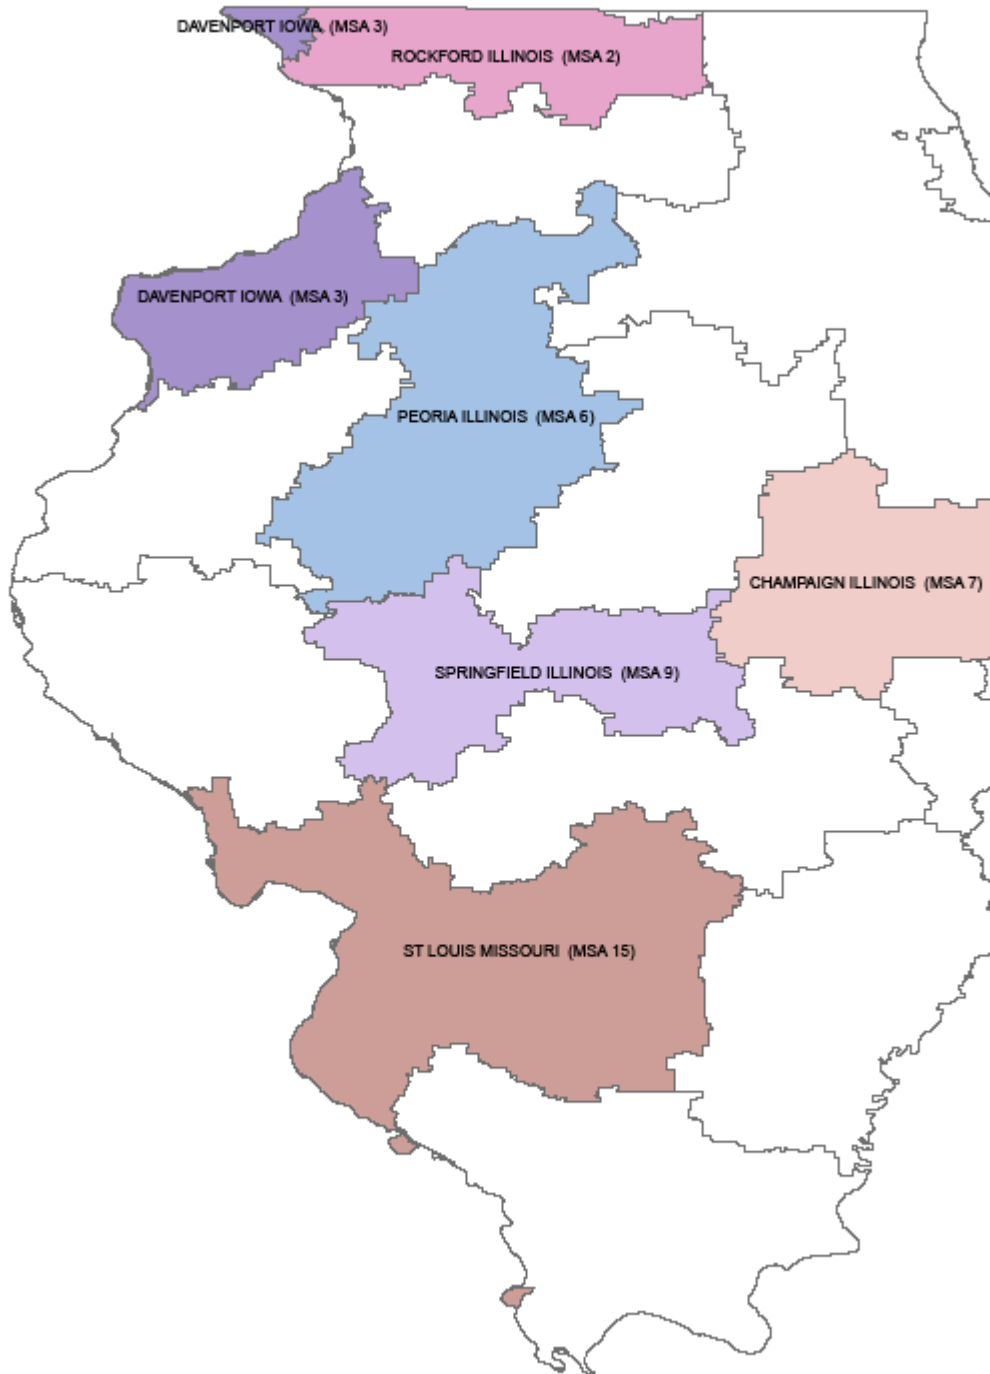 DAVENPORT IOWA (MSA 3)
ROCKFORD ILLINOIS (MSA 2)
DAVENPORT IOWA (MSA 3)
PEORIA ILLINOIS (MSA 6)
CHAMPAIGN ILLINOIS (MSA 7)
SPRINGFIELD ILLINOIS (MSA 9)
ST LOUIS MISSOURI (MSA 15)